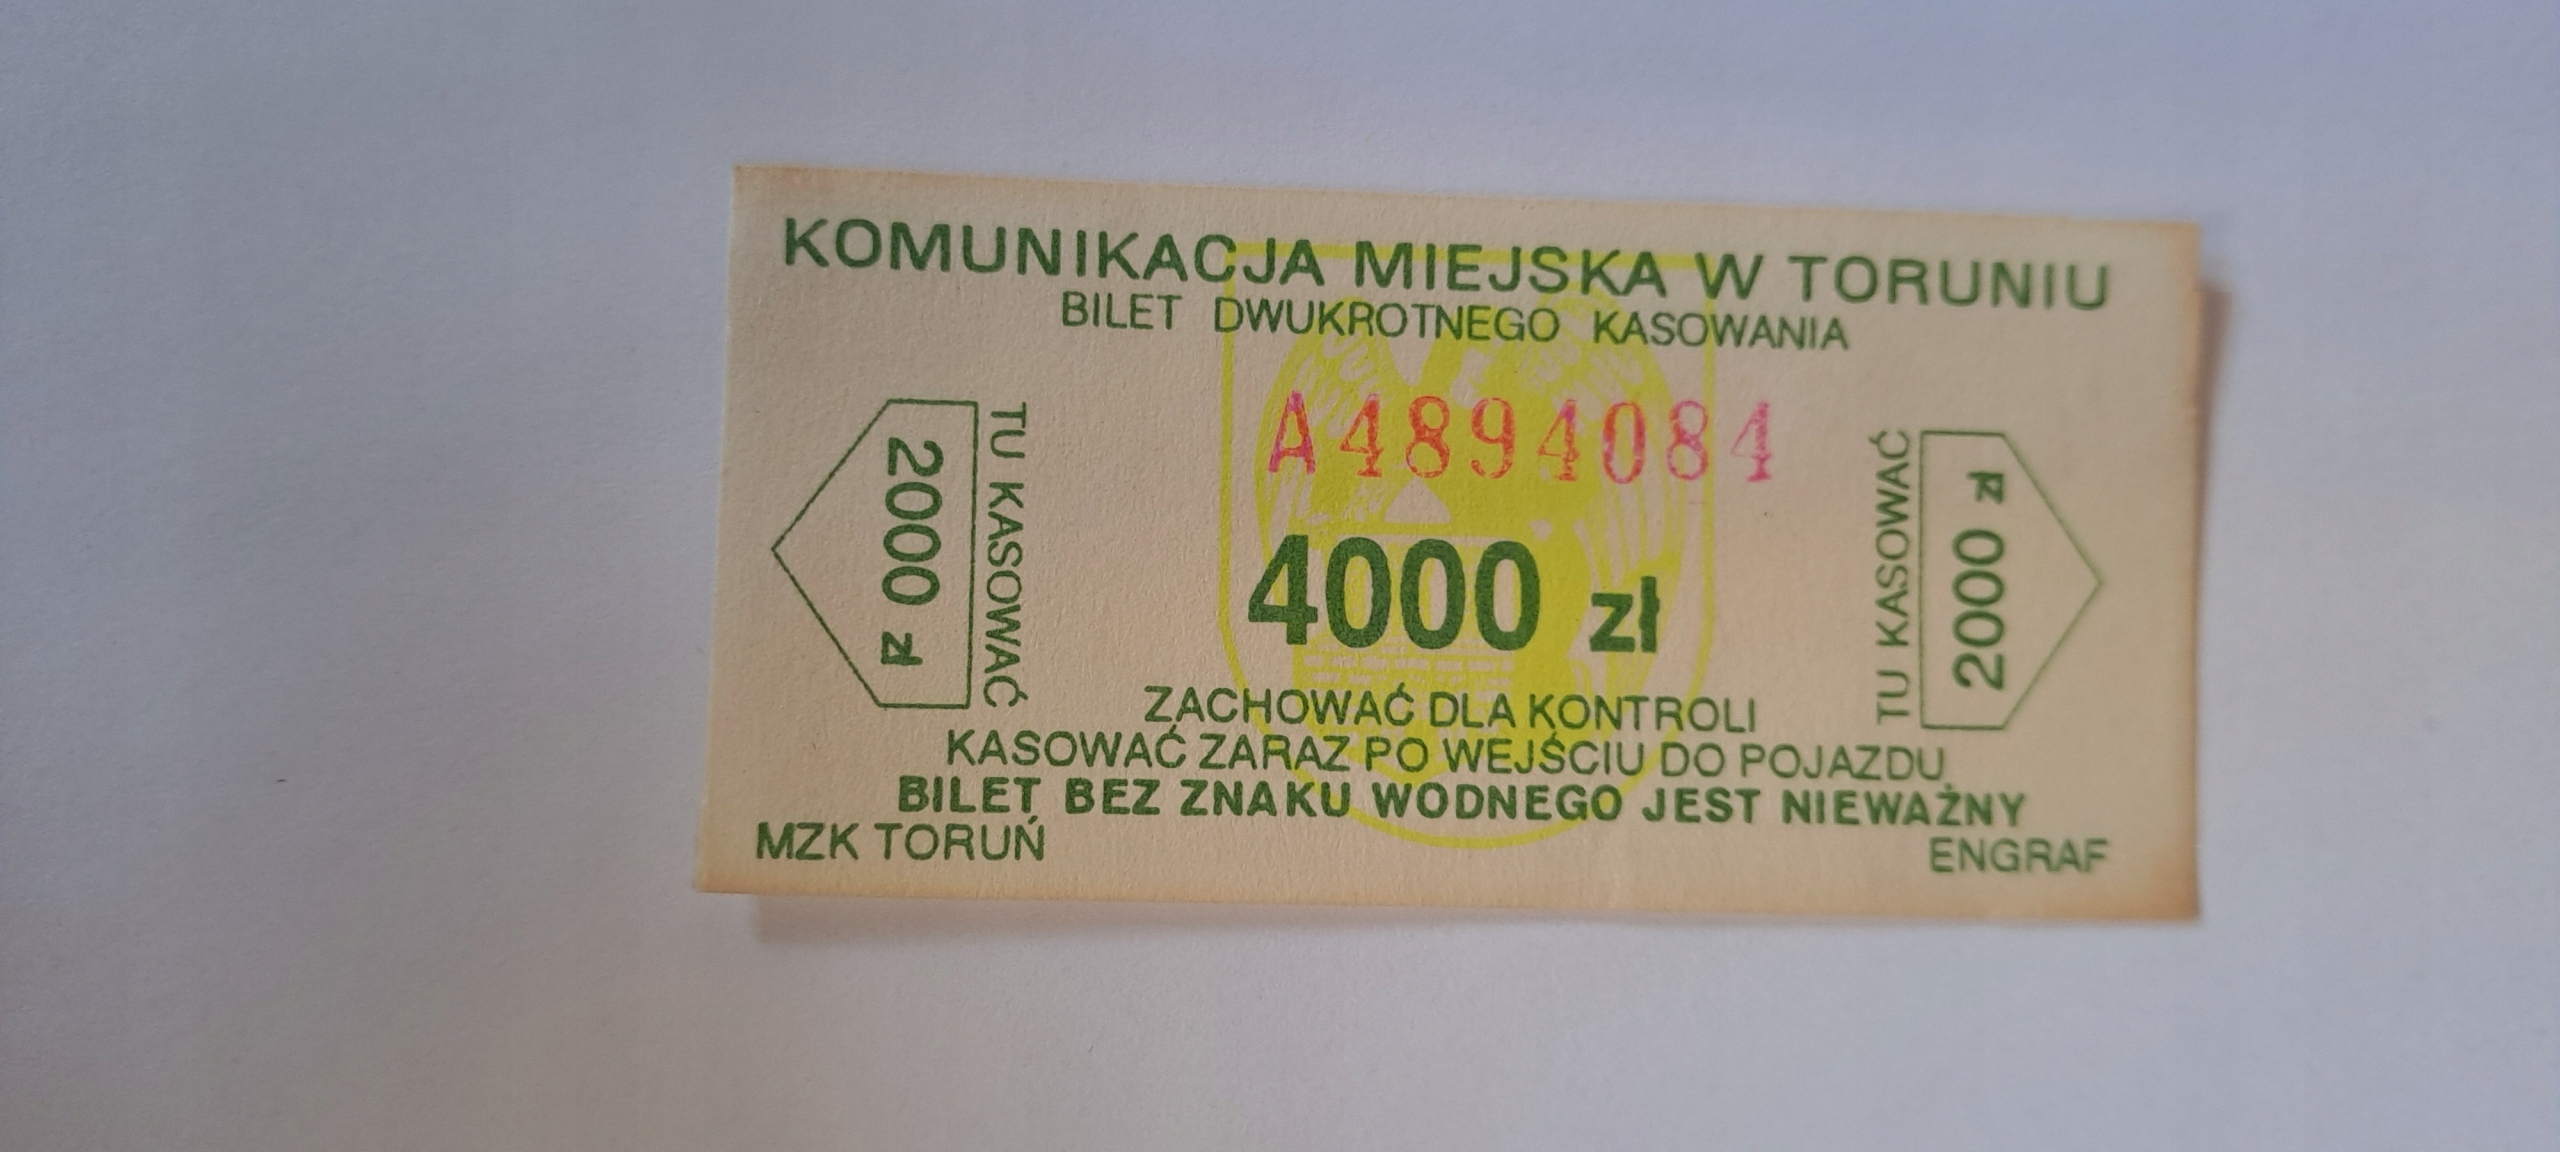 KOMUNIKACJA MIEJSKA W TORUNIU
BILET DWUKROTNEGO KASOWANIA
A4894084
2000 zł
TU KASOWAĆ
4000 zł
TU KASOWAĆ
2000 zł
ZACHOWAĆ DLA KONTROLI
KASOWAĆ ZARAZ PO WEJŚCIU DO POJAZDU
BILET BEZ ZNAKU WODNEGO JEST NIEWAŻNY
MZK TORUŃ
ENGRAF